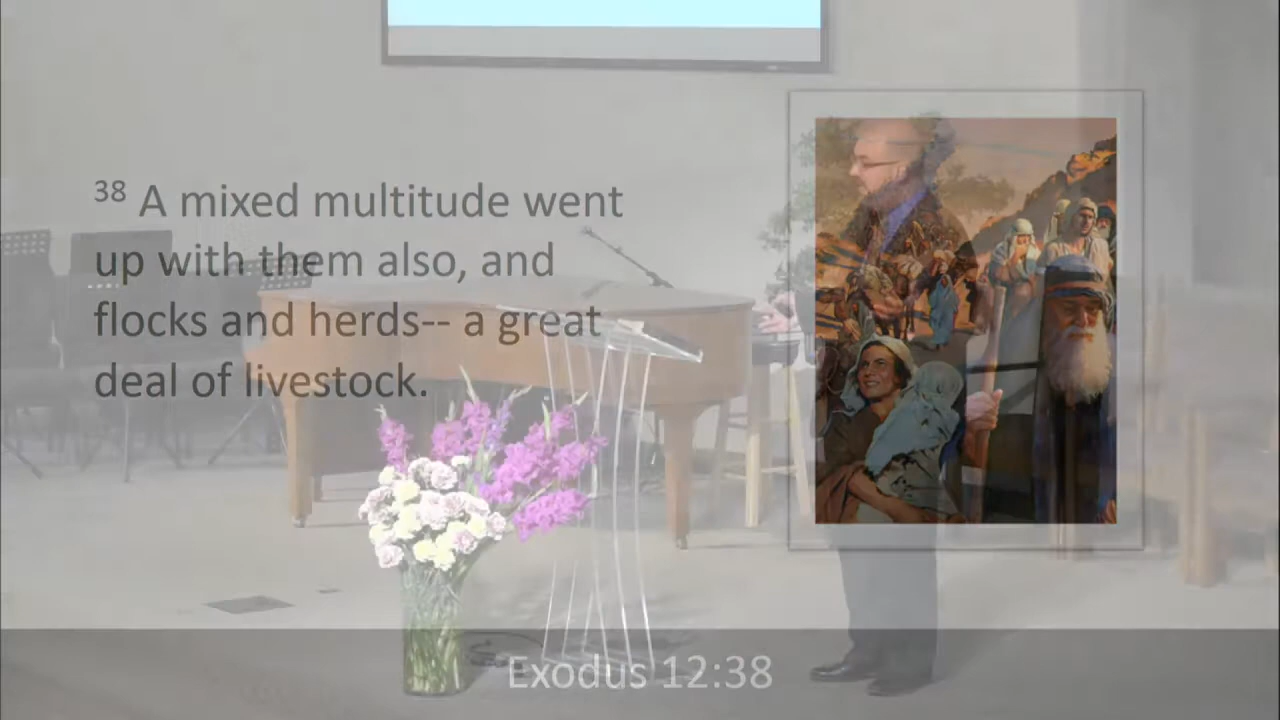 38 A mixed multitude went
up with them also, and
flocks and herds-- a great
deal of livestock.
Exodus 12:38